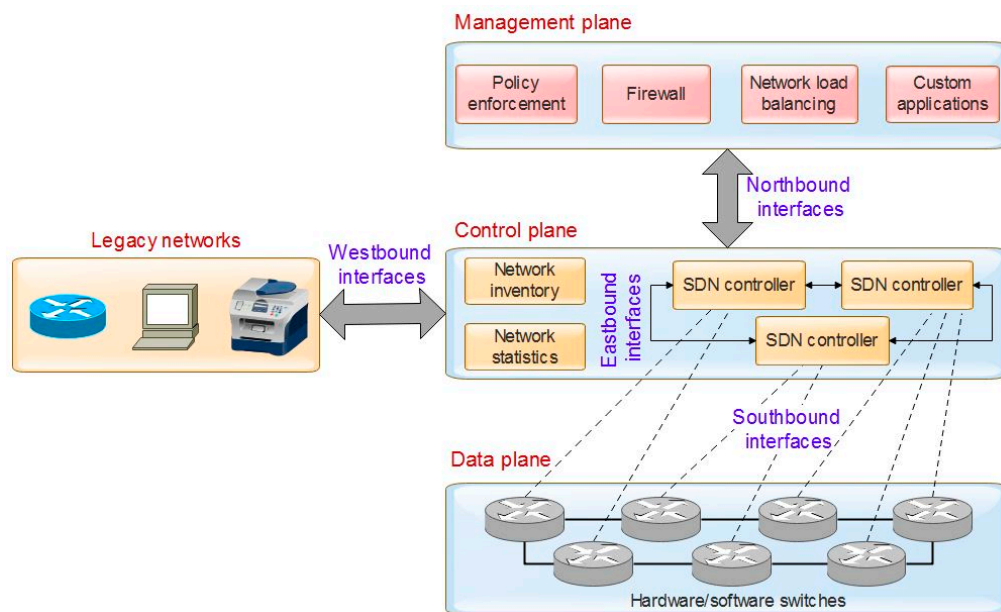 Management plane
Policy
enforcement
Firewall
Network load
balancing
Custom
applications
Northbound
interfaces
Legacy networks
Westbound
interfaces
Control plane
Network
inventory
Network
statistics
Eastbound
interfaces
SDN controller
SDN controller
SDN controller
Southbound
interfaces
Data plane
Hardware/software switches